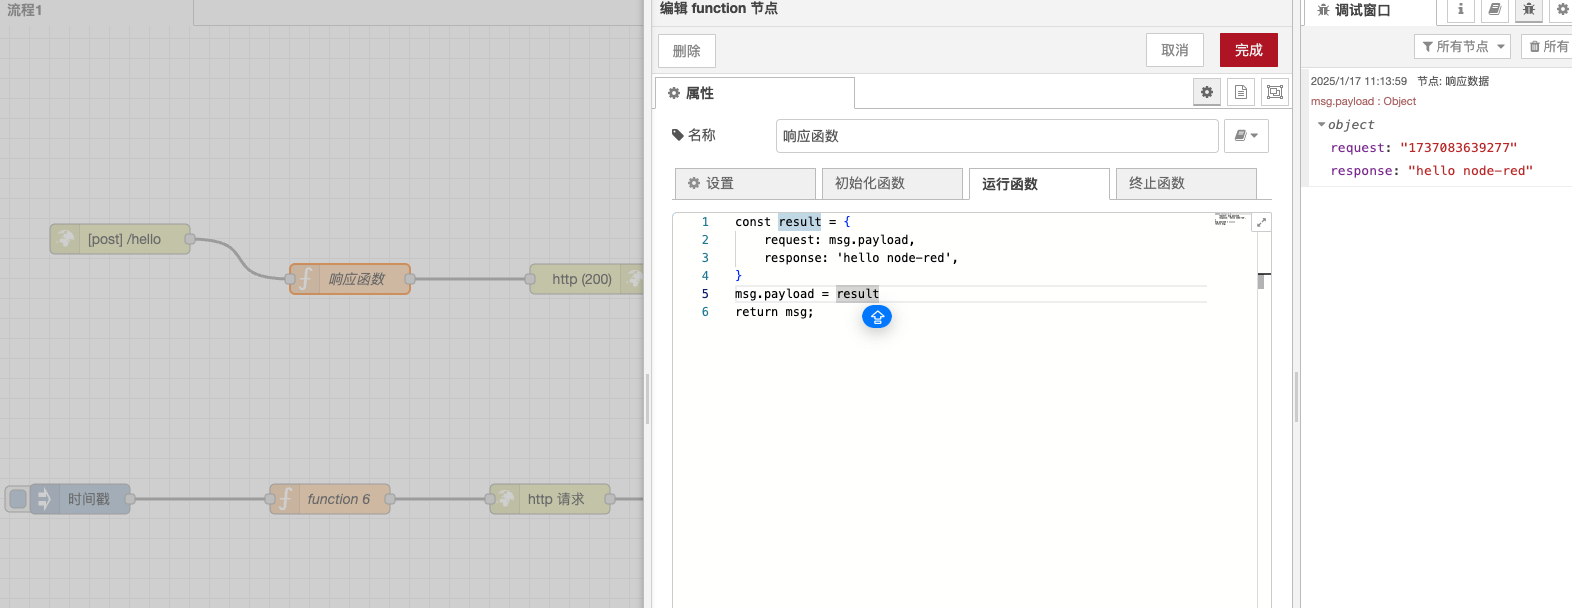 流程1
[post] /hello
响应函数
http (200)
时间戳
function 6
http 请求
编辑 function 节点
删除
取消
完成
属性
名称
响应函数
设置
初始化函数
运行函数
终止函数
1 const result = {
2 request: msg.payload,
3 response: 'hello node-red',
4 }
5 msg.payload = result
6 return msg;
调试窗口
所有节点
所有
2025/1/17 11:13:59 节点: 响应数据
msg.payload : Object
object
request: "1737083639277"
response: "hello node-red"